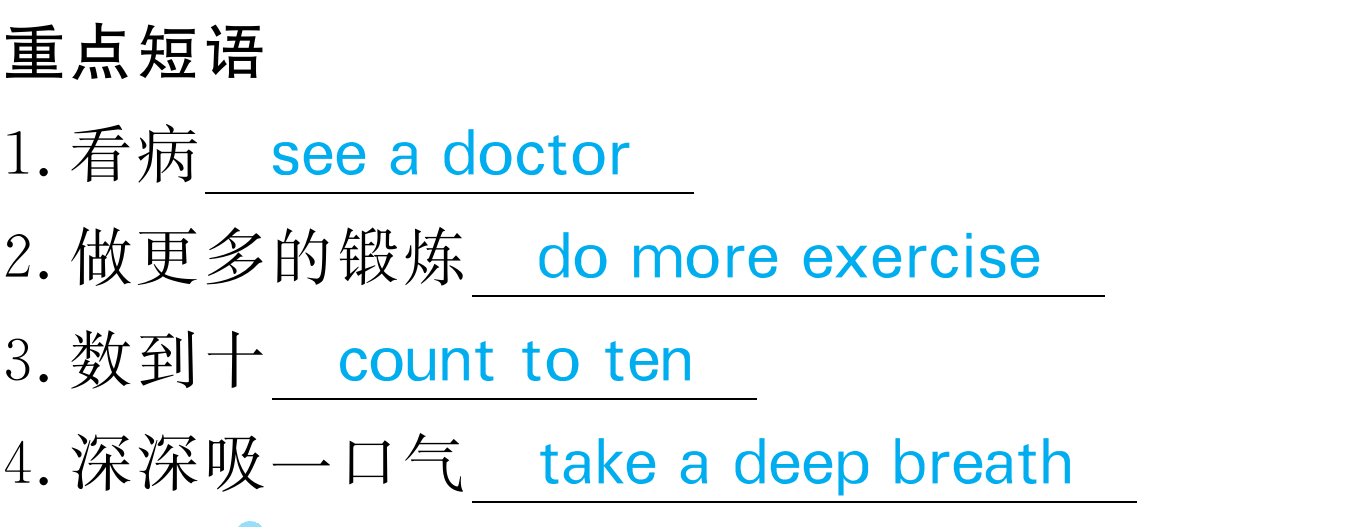 重点短语
1. 看病 see a doctor
2. 做更多的锻炼 do more exercise
3. 数到十 count to ten
4. 深深吸一口气 take a deep breath